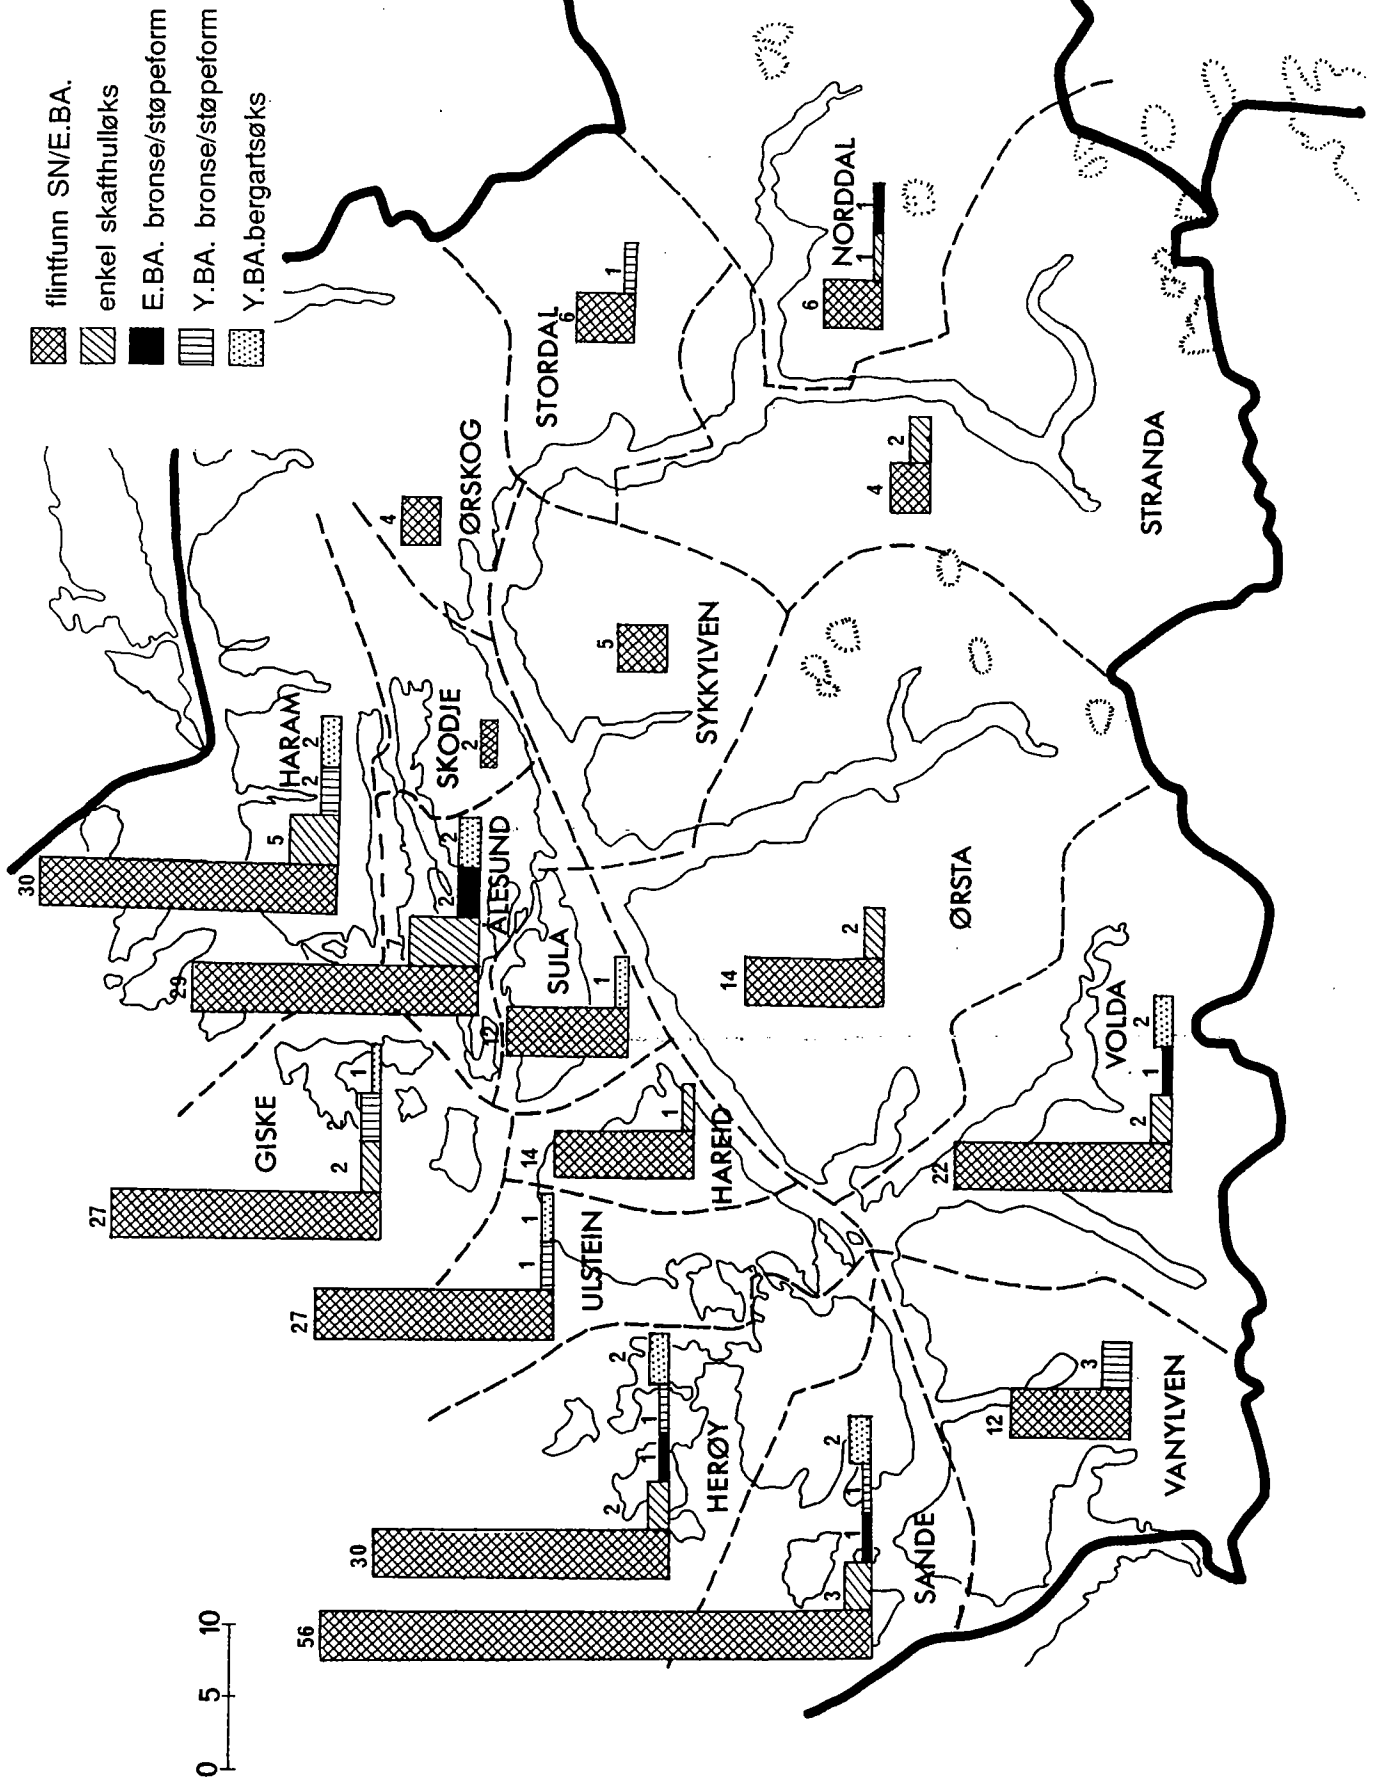 flintfunn SN/E.BA.
enkel skafthulløks
E.BA. bronse/støpeform
Y.BA. bronse/støpeform
Y.BA.bergartsøks
0 5 10
HARAM
30
5
2
2
ÅLESUND
29
2
2
SKODJE
2
ØRSKOG
4
STORDAL
6
1
NORDDAL
6
1
1
STRANDA
4
2
SYKKYLVEN
5
SULA
12
1
GISKE
27
2
2
1
HAREID
14
1
ULSTEIN
27
1
1
HERØY
30
2
1
1
2
SANDE
56
3
1
1
2
VANYLVEN
12
3
VOLDA
22
2
1
2
ØRSTA
14
2